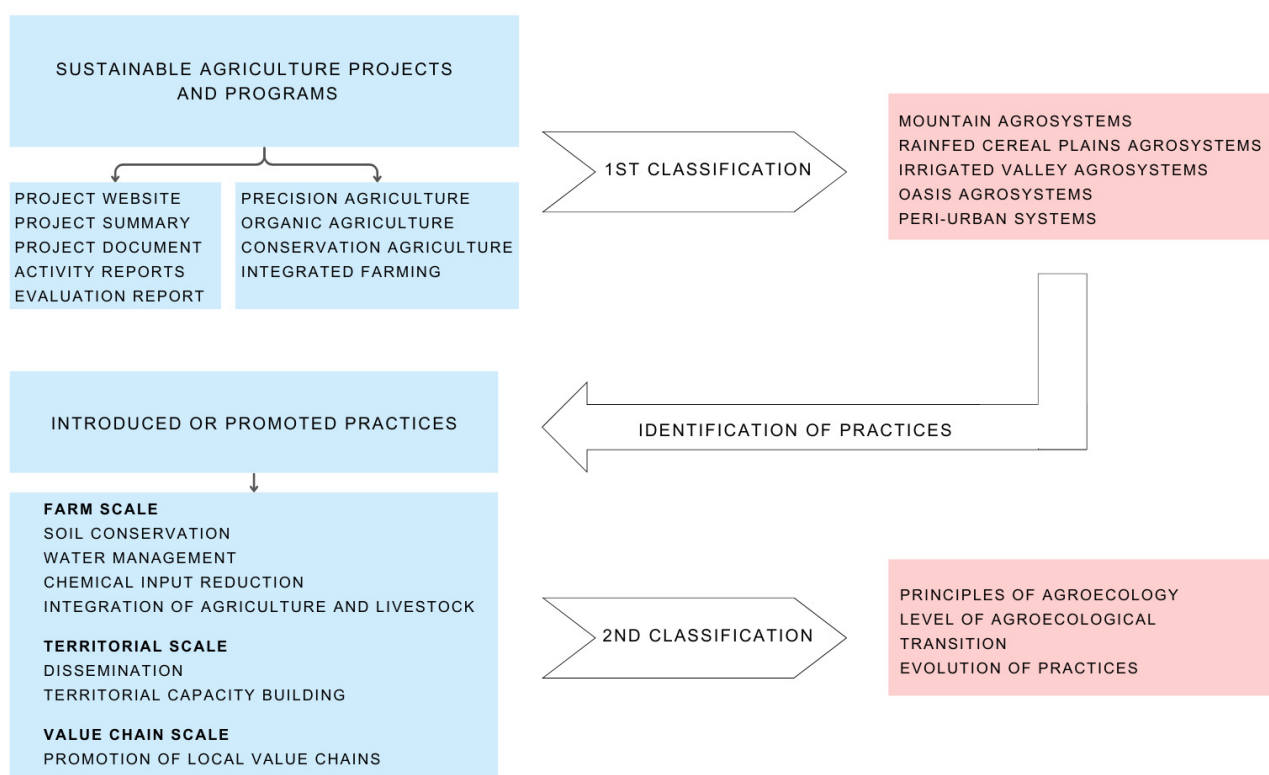 SUSTAINABLE AGRICULTURE PROJECTS
AND PROGRAMS
PROJECT WEBSITE
PROJECT SUMMARY
PROJECT DOCUMENT
ACTIVITY REPORTS
EVALUATION REPORT
PRECISION AGRICULTURE
ORGANIC AGRICULTURE
CONSERVATION AGRICULTURE
INTEGRATED FARMING
1ST CLASSIFICATION
MOUNTAIN AGROSYSTEMS
RAINFED CEREAL PLAINS AGROSYSTEMS
IRRIGATED VALLEY AGROSYSTEMS
OASIS AGROSYSTEMS
PERI-URBAN SYSTEMS
IDENTIFICATION OF PRACTICES
INTRODUCED OR PROMOTED PRACTICES
FARM SCALE
SOIL CONSERVATION
WATER MANAGEMENT
CHEMICAL INPUT REDUCTION
INTEGRATION OF AGRICULTURE AND LIVESTOCK
TERRITORIAL SCALE
DISSEMINATION
TERRITORIAL CAPACITY BUILDING
VALUE CHAIN SCALE
PROMOTION OF LOCAL VALUE CHAINS
2ND CLASSIFICATION
PRINCIPLES OF AGROECOLOGY
LEVEL OF AGROECOLOGICAL
TRANSITION
EVOLUTION OF PRACTICES